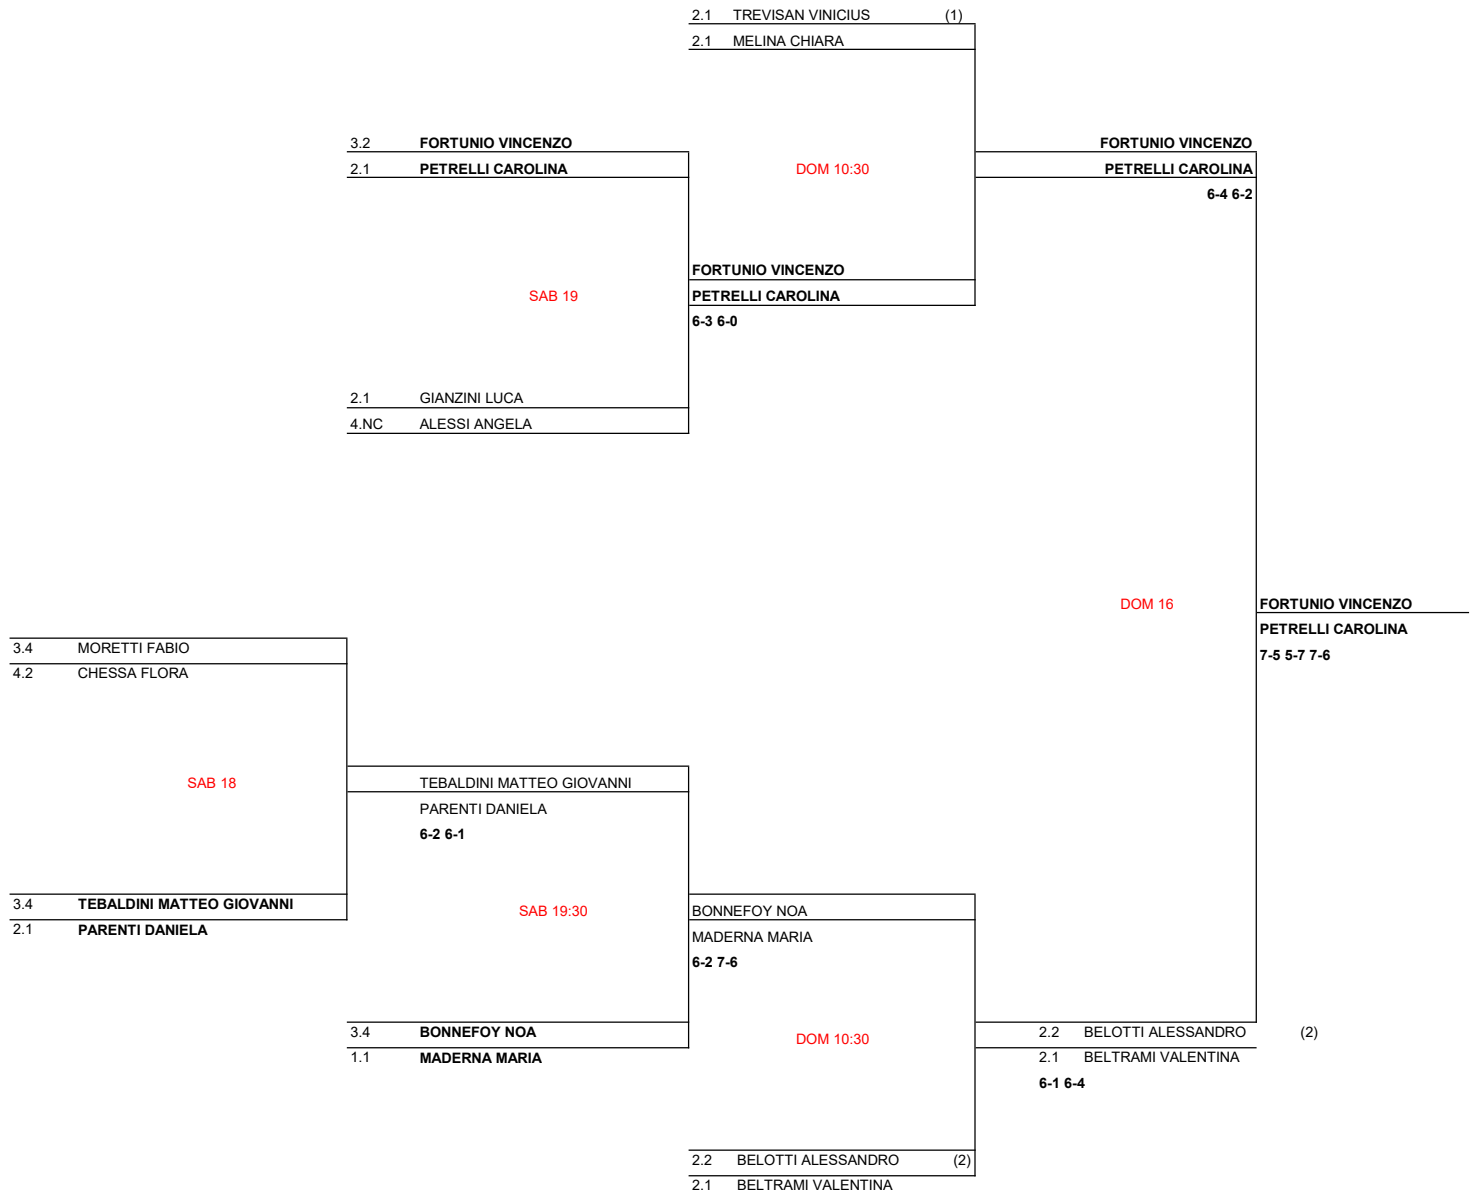 2.1 TREVISAN VINICIUS (1)
2.1 MELINA CHIARA
3.2 FORTUNIO VINCENZO
2.1 PETRELLI CAROLINA
DOM 10:30
FORTUNIO VINCENZO
PETRELLI CAROLINA
6-4 6-2
SAB 19
FORTUNIO VINCENZO
PETRELLI CAROLINA
6-3 6-0
2.1 GIANZINI LUCA
4.NC ALESSI ANGELA
DOM 16
FORTUNIO VINCENZO
PETRELLI CAROLINA
7-5 5-7 7-6
3.4 MORETTI FABIO
4.2 CHESSA FLORA
SAB 18
TEBALDINI MATTEO GIOVANNI
PARENTI DANIELA
6-2 6-1
3.4 TEBALDINI MATTEO GIOVANNI
2.1 PARENTI DANIELA
SAB 19:30
BONNEFOY NOA
MADERNA MARIA
6-2 7-6
3.4 BONNEFOY NOA
1.1 MADERNA MARIA
DOM 10:30
2.2 BELOTTI ALESSANDRO (2)
2.1 BELTRAMI VALENTINA
6-1 6-4
2.2 BELOTTI ALESSANDRO (2)
2.1 BELTRAMI VALENTINA